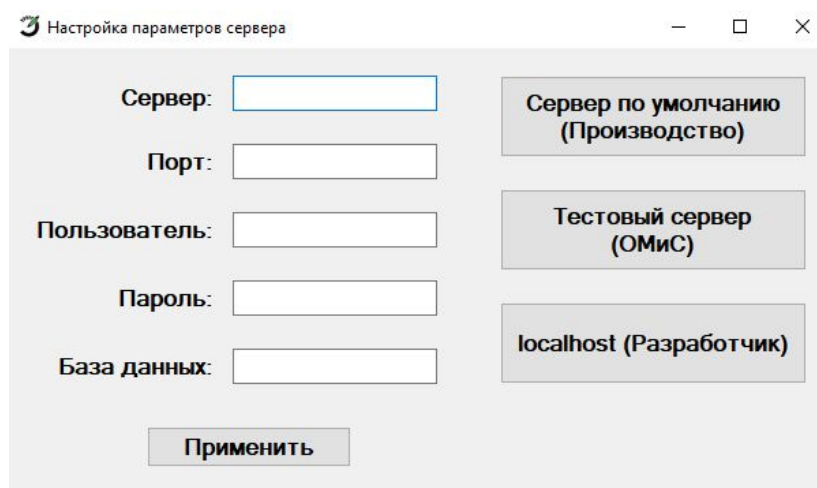 Настройка параметров сервера
Сервер:
Порт:
Пользователь:
Пароль:
База данных:
Применить
Сервер по умолчанию
(Производство)
Тестовый сервер
(ОМиС)
localhost (Разработчик)